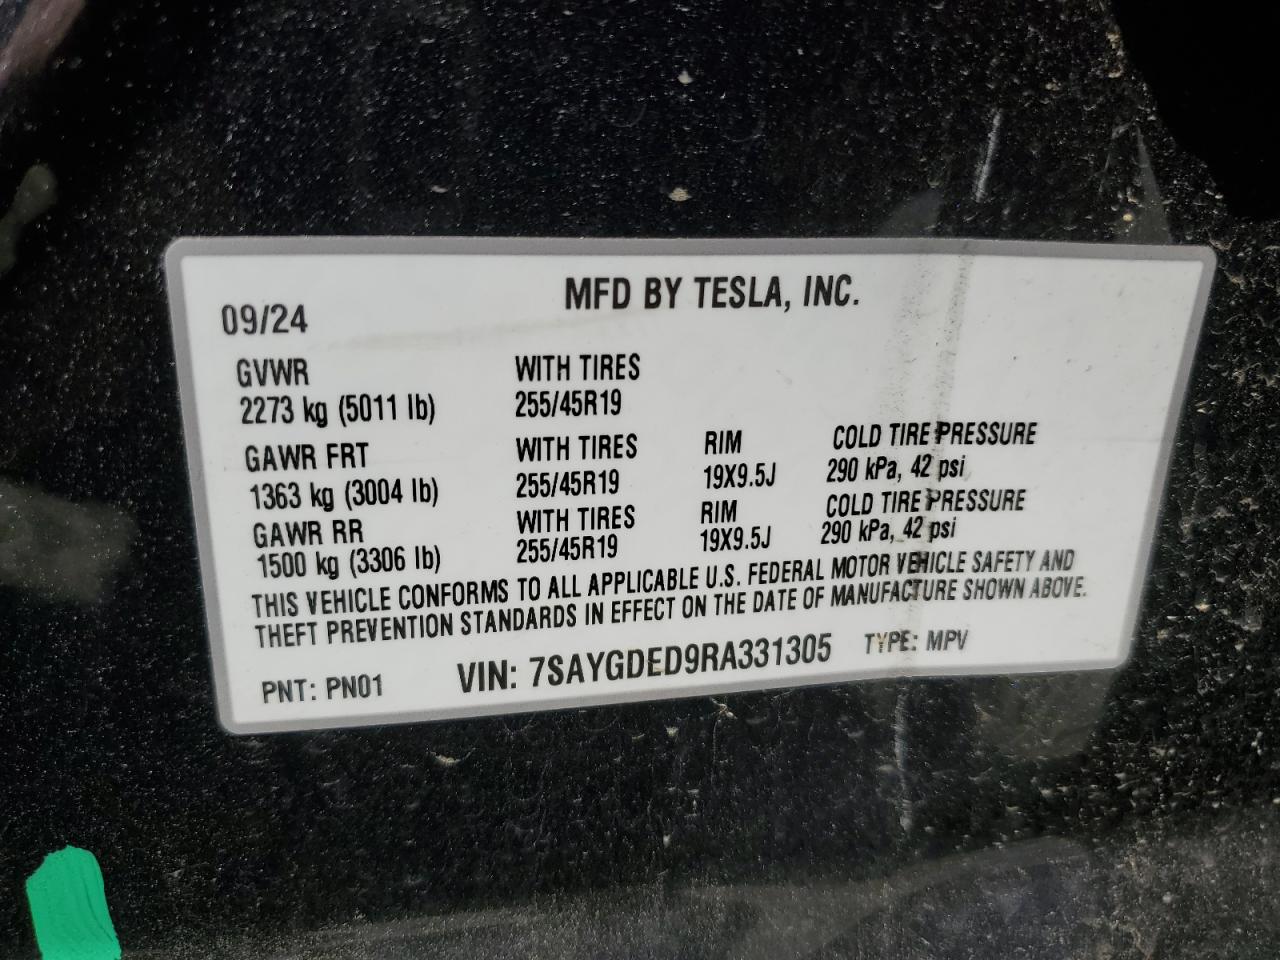 MFD BY TESLA, INC.
09/24
GVWR WITH TIRES
2273 kg (5011 lb) 255/45R19
GAWR FRT WITH TIRES RIM COLD TIRE PRESSURE
1363 kg (3004 lb) 255/45R19 19X9.5J 290 kPa, 42 psi
GAWR RR WITH TIRES RIM COLD TIRE PRESSURE
1500 kg (3306 lb) 255/45R19 19X9.5J 290 kPa, 42 psi
THIS VEHICLE CONFORMS TO ALL APPLICABLE U.S. FEDERAL MOTOR VEHICLE SAFETY AND
THEFT PREVENTION STANDARDS IN EFFECT ON THE DATE OF MANUFACTURE SHOWN ABOVE.
PNT: PN01 VIN: 7SAYGDED9RA331305 TYPE: MPV